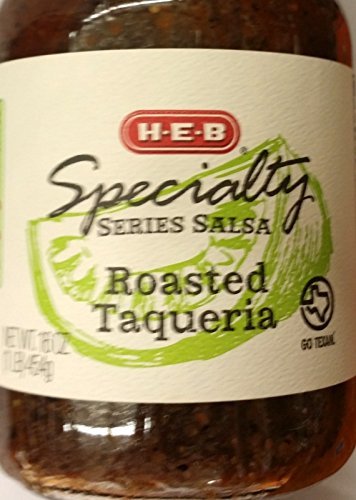 H-E-B
Specialty
SERIES SALSA
Roasted
Taqueria
NET WT. 16 OZ
(1 LB) 454g
GO TEXAN.